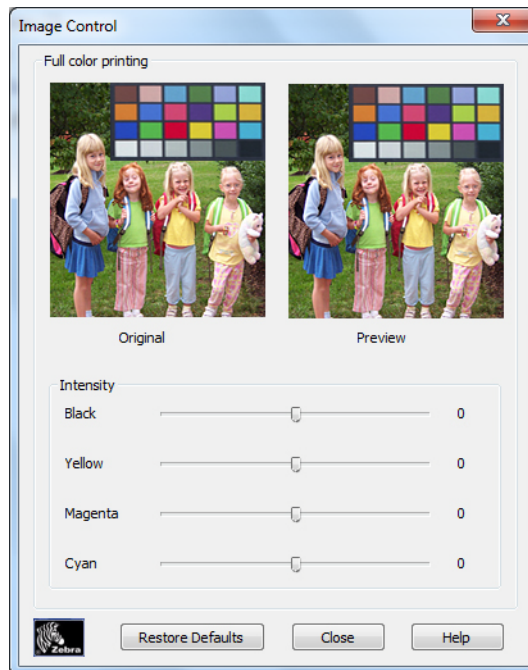 Image Control
Full color printing
Original Preview
Intensity
Black 0
Yellow 0
Magenta 0
Cyan 0
Zebra
Restore Defaults Close Help